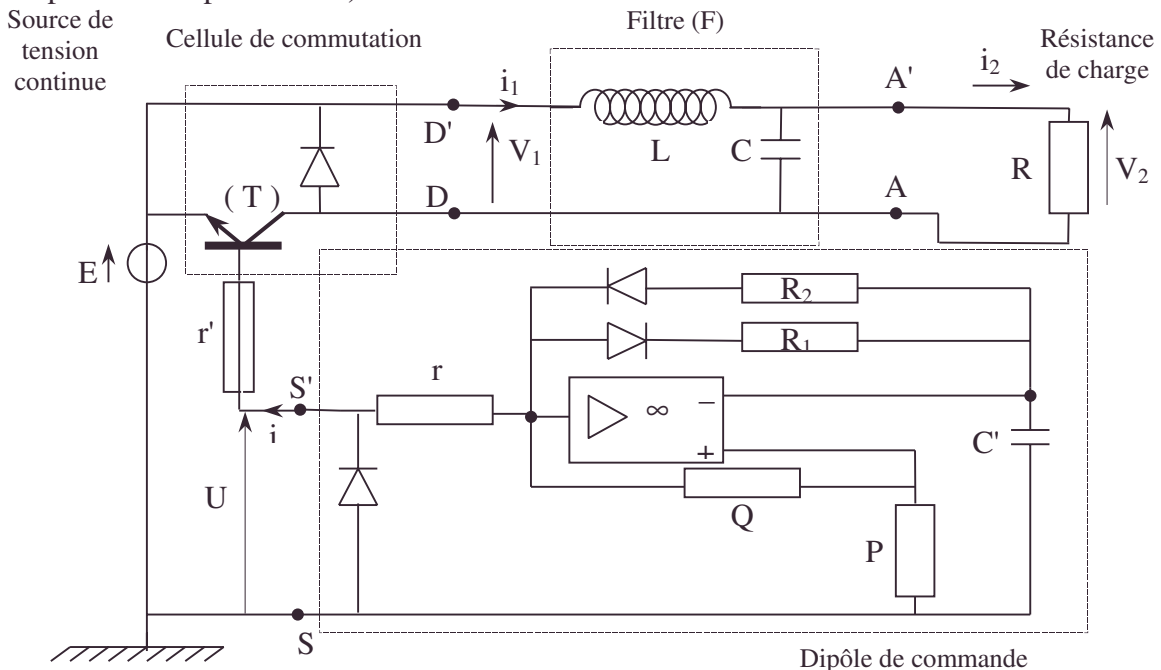 Source de
tension
continue
Cellule de commutation
Filtre (F)
Résistance
de charge
i₁
i₂
D'
A'
V₁
L
C
R
V₂
( T )
D
A
E
r'
R₂
R₁
S'
r
i
∞
−
+
C'
U
Q
P
S
Dipôle de commande